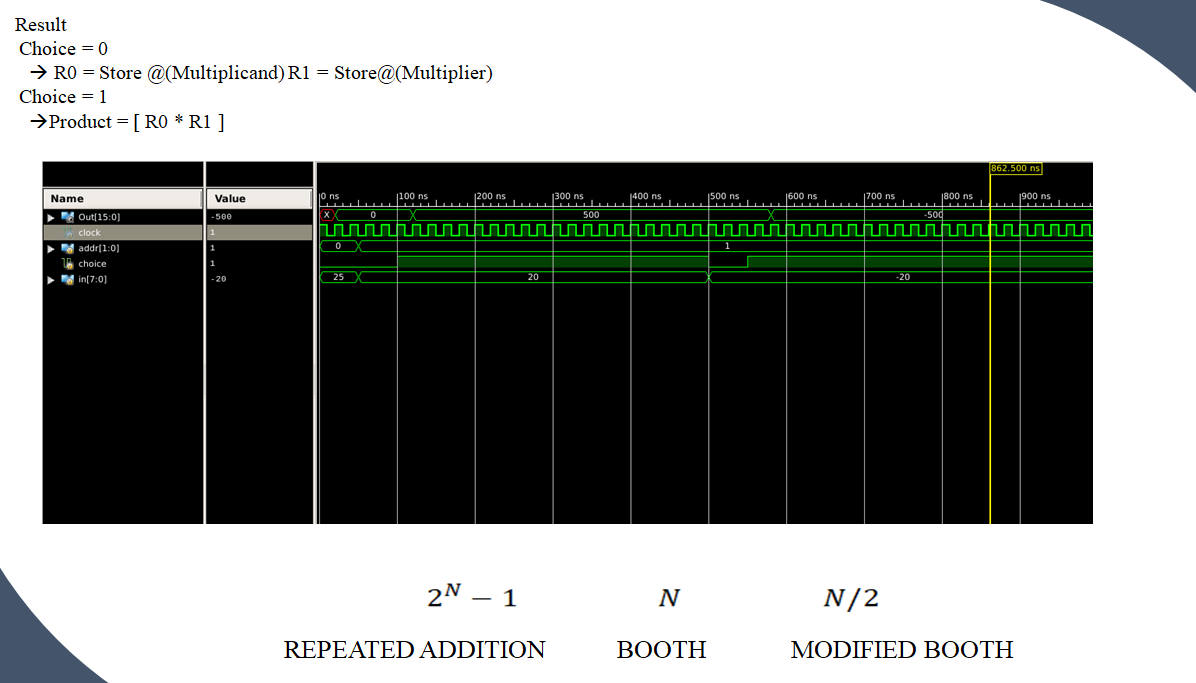 Result
Choice = 0
→ R0 = Store @(Multiplicand) R1 = Store@(Multiplier)
Choice = 1
→Product = [ R0 * R1 ]
862.500 ns
Name Value |0 ns |100 ns |200 ns |300 ns |400 ns |500 ns |600 ns |700 ns |800 ns |900 ns
Out[15:0] -500 X 0 500 -500
clock 1
addr[1:0] 1 0 1
choice 1
in[7:0] -20 25 20 -20
2^N − 1 N N/2
REPEATED ADDITION BOOTH MODIFIED BOOTH